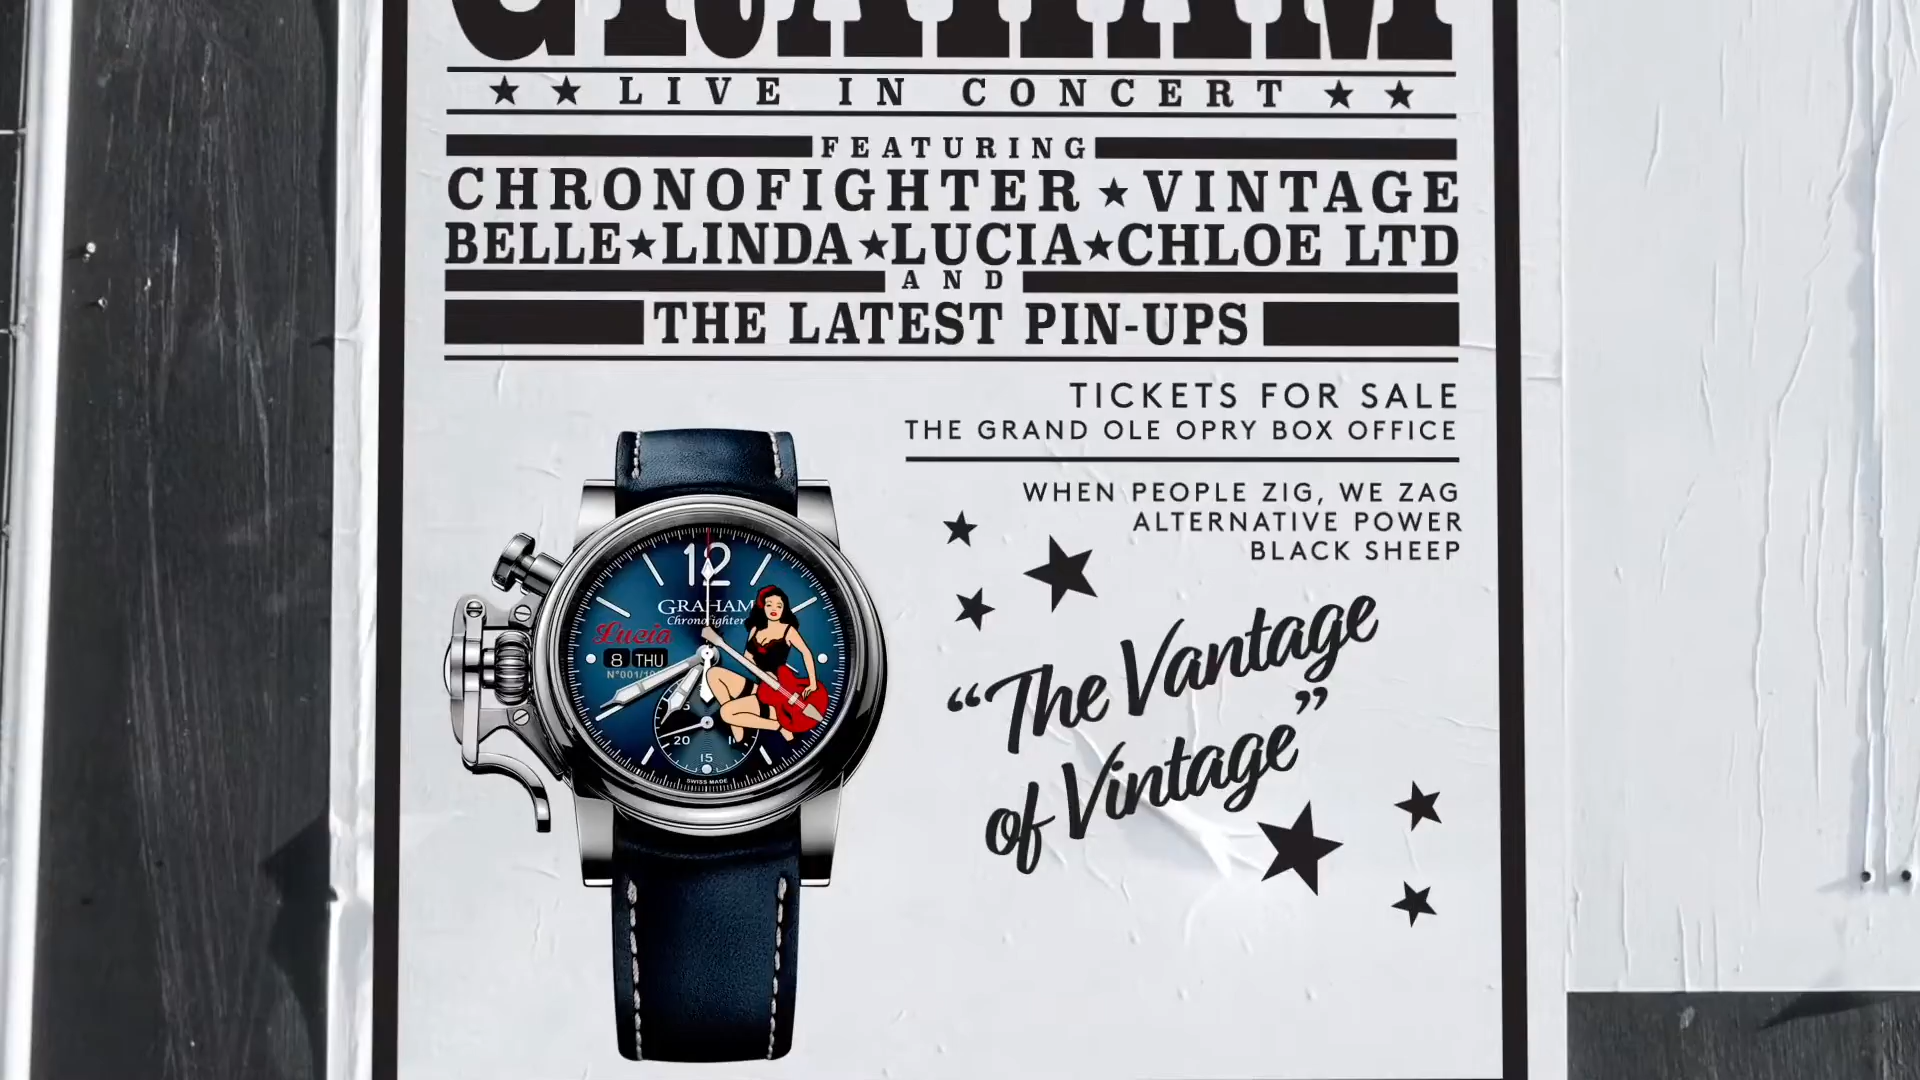 GRAHAM
LIVE IN CONCERT
FEATURING
CHRONOFIGHTER ★ VINTAGE
BELLE★LINDA★LUCIA★CHLOE LTD
AND
THE LATEST PIN-UPS
TICKETS FOR SALE
THE GRAND OLE OPRY BOX OFFICE
WHEN PEOPLE ZIG, WE ZAG
ALTERNATIVE POWER
BLACK SHEEP
“The Vantage
of Vintage”
12
GRAHAM
Chronofighter
Lucia
8 THU
N°001/
20
15
SWISS MADE